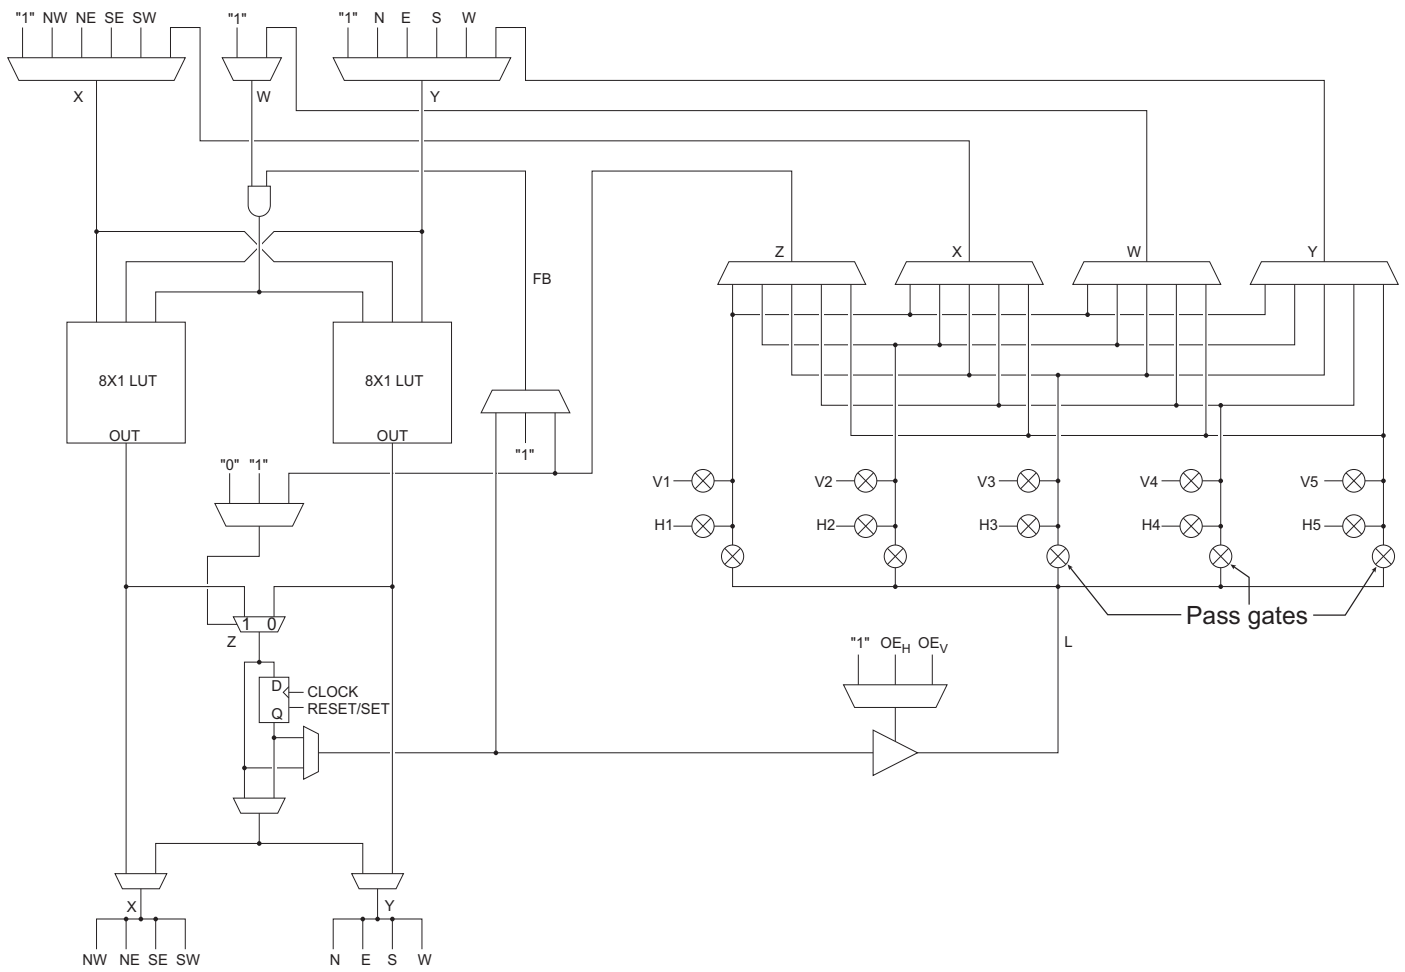 "1" NW NE SE SW "1" "1" N E S W
X W Y
Z X W Y
FB
8X1 LUT 8X1 LUT
OUT OUT
"1"
"0" "1"
V1 V2 V3 V4 V5
H1 H2 H3 H4 H5
Pass gates
1 0
Z
"1" OEH OEV L
D
CLOCK
RESET/SET
Q
X Y
NW NE SE SW N E S W